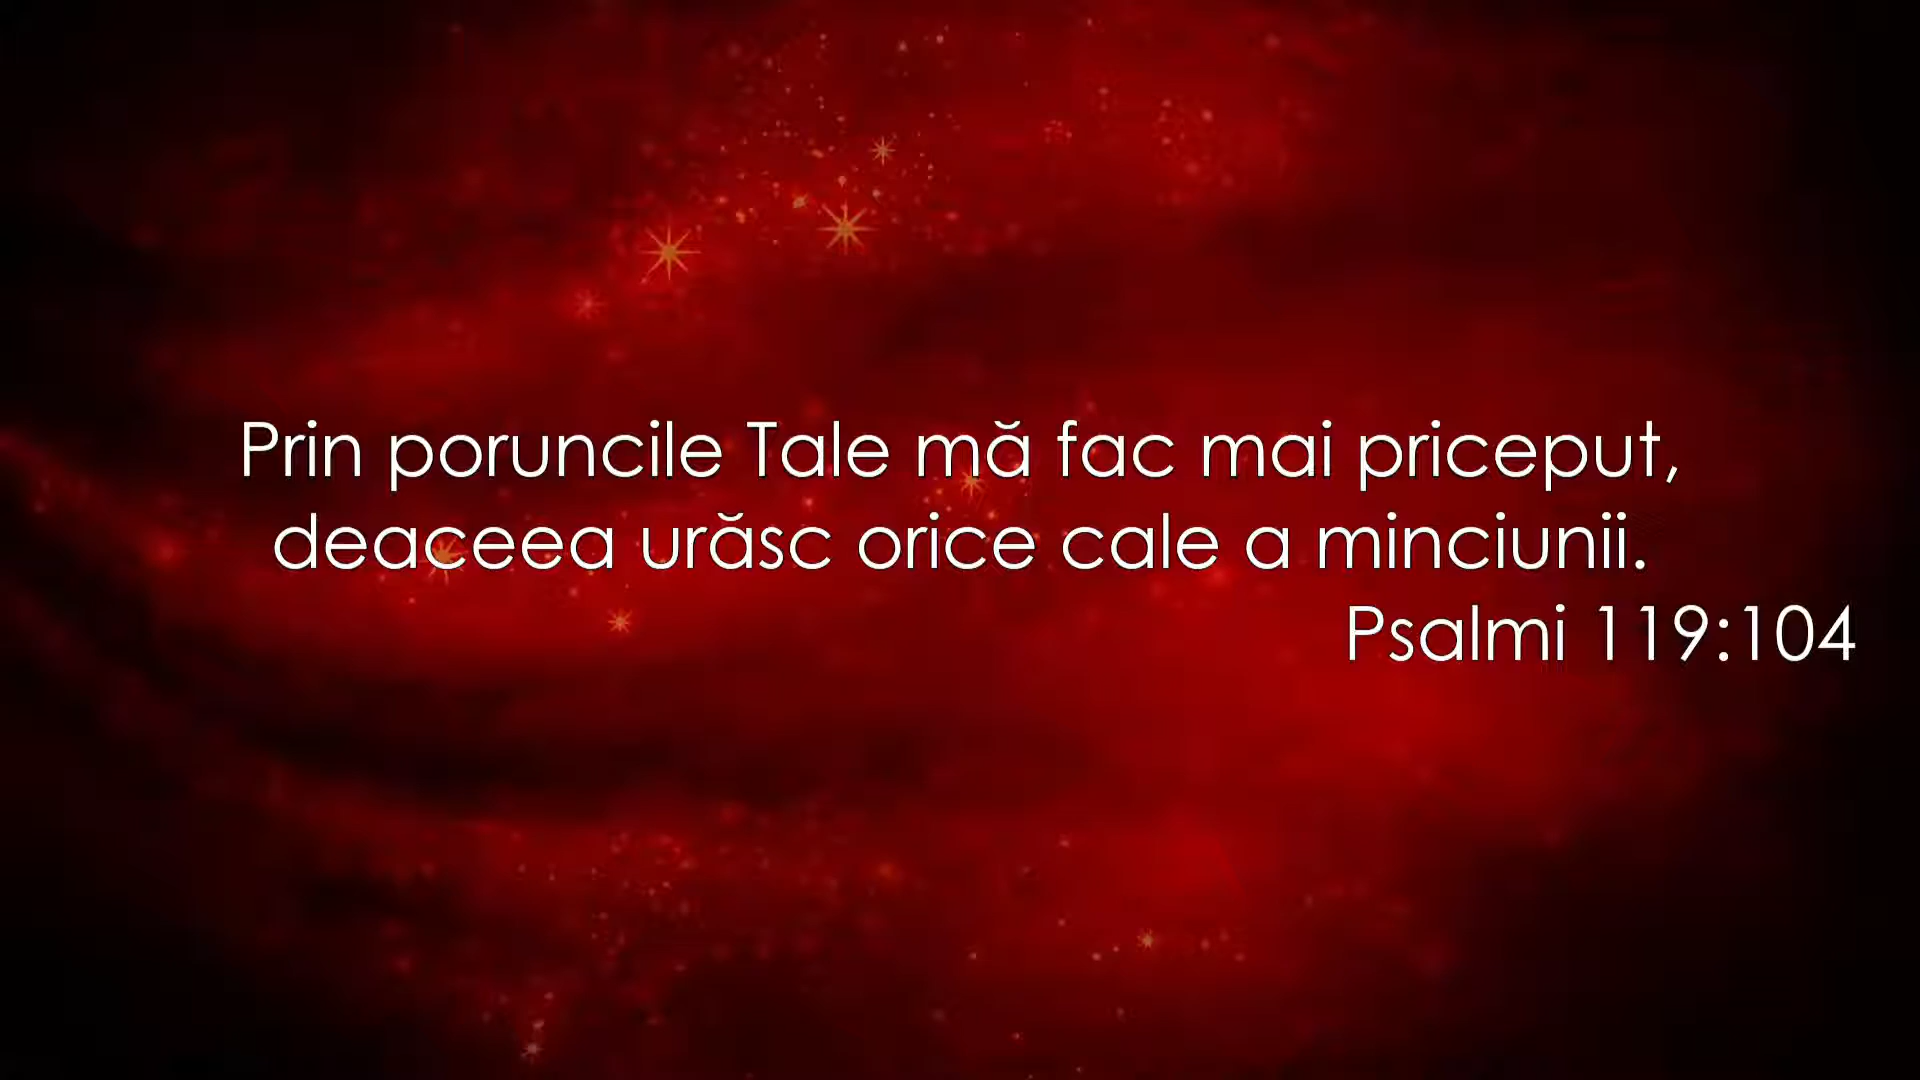 Prin poruncile Tale mă fac mai priceput,
deaceea urăsc orice cale a minciunii.
Psalmi 119:104